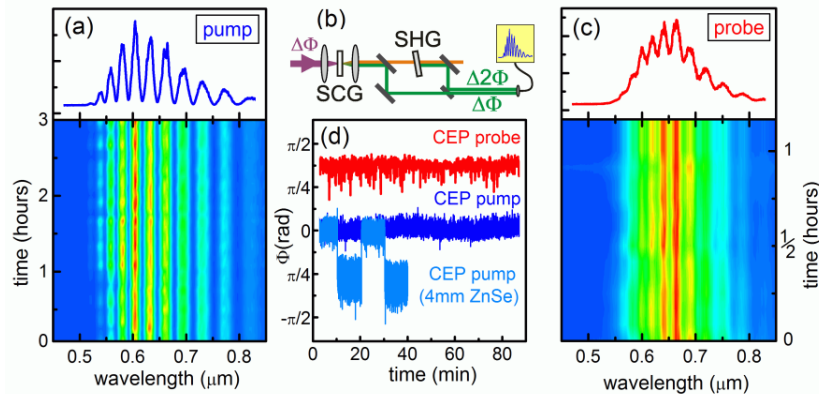 (a)
pump
3
2
1
0
time (hours)
0.5 0.6 0.7 0.8
wavelength (μm)
(b)
ΔΦ
SCG
SHG
Δ2Φ
ΔΦ
(d)
CEP probe
CEP pump
CEP pump
(4mm ZnSe)
π/2
π/4
0
π/4
-π/2
Φ(rad)
0 20 40 60 80
time (min)
(c)
probe
1
1
2
0
time (hours)
0.5 0.6 0.7 0.8
wavelength (μm)